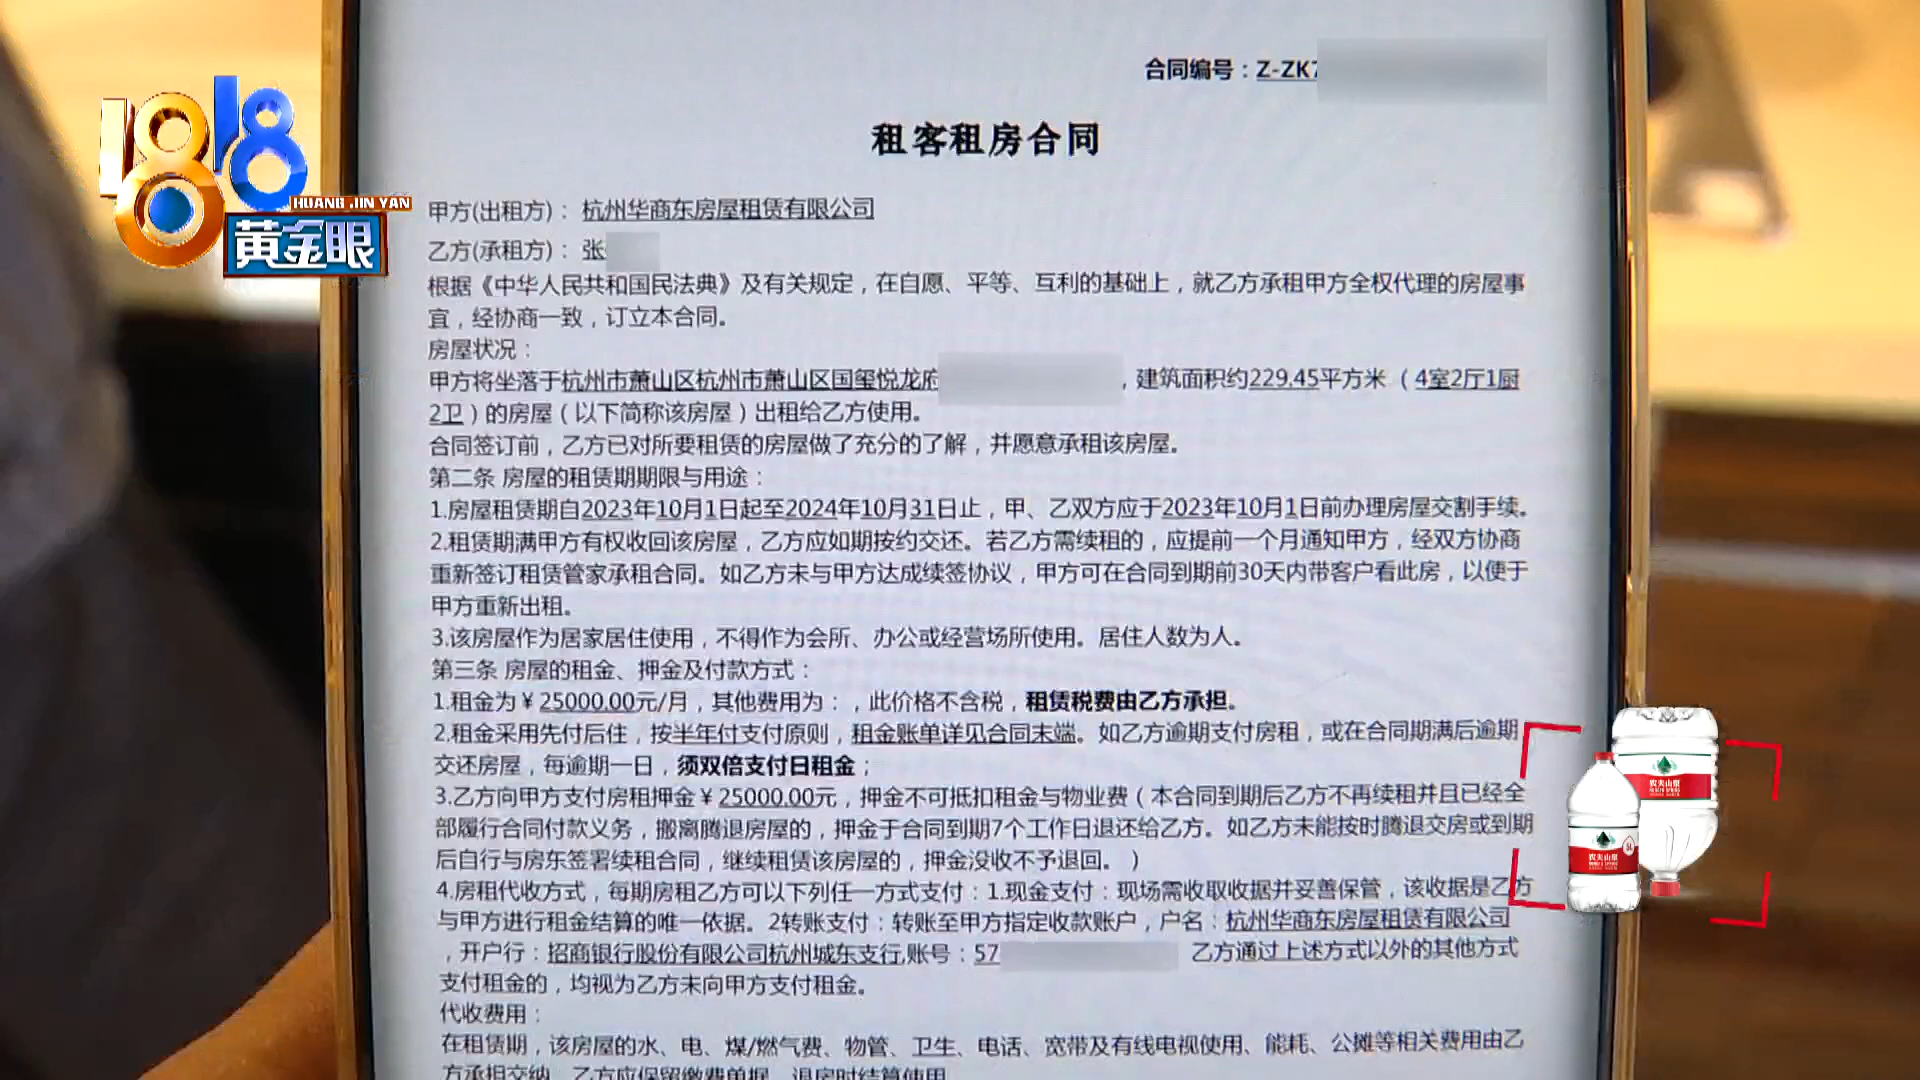 合同编号：Z-ZK7
租客租房合同
1818
HUANG JIN YAN
黄金眼
甲方(出租方)： 杭州华商东房屋租赁有限公司
乙方(承租方)： 张
根据《中华人民共和国民法典》及有关规定，在自愿、平等、互利的基础上，就乙方承租甲方全权代理的房屋事
宜，经协商一致，订立本合同。
房屋状况：
甲方将坐落于杭州市萧山区杭州市萧山区国玺悦龙府 ，建筑面积约229.45平方米 （4室2厅1厨
2卫）的房屋（以下简称该房屋）出租给乙方使用。
合同签订前，乙方已对所要租赁的房屋做了充分的了解，并愿意承租该房屋。
第二条 房屋的租赁期期限与用途：
1.房屋租赁期自2023年10月1日起至2024年10月31日止，甲、乙双方应于2023年10月1日前办理房屋交割手续。
2.租赁期满甲方有权收回该房屋，乙方应如期按约交还。若乙方需续租的，应提前一个月通知甲方，经双方协商
重新签订租赁管家承租合同。如乙方未与甲方达成续签协议，甲方可在合同到期前30天内带客户看此房，以便于
甲方重新出租。
3.该房屋作为居家居住使用，不得作为会所、办公或经营场所使用。居住人数为人。
第三条 房屋的租金、押金及付款方式：
1.租金为￥25000.00元/月，其他费用为：，此价格不含税，租赁税费由乙方承担。
2.租金采用先付后住，按半年付支付原则，租金账单详见合同末端。如乙方逾期支付房租，或在合同期满后逾期
交还房屋，每逾期一日，须双倍支付日租金；
3.乙方向甲方支付房租押金￥25000.00元，押金不可抵扣租金与物业费（本合同到期后乙方不再续租并且已经全
部履行合同付款义务，搬离腾退房屋的，押金于合同到期7个工作日退还给乙方。如乙方未能按时腾退交房或到期
后自行与房东签署续租合同，继续租赁该房屋的，押金没收不予退回。）
4.房租代收方式，每期房租乙方可以下列任一方式支付：1.现金支付：现场需收取收据并妥善保管，该收据是乙方
与甲方进行租金结算的唯一依据。2转账支付：转账至甲方指定收款账户，户名：杭州华商东房屋租赁有限公司
，开户行：招商银行股份有限公司杭州城东支行,账号：57 乙方通过上述方式以外的其他方式
支付租金的，均视为乙方未向甲方支付租金。
代收费用：
在租赁期，该房屋的水、电、煤/燃气费、物管、卫生、电话、宽带及有线电视使用、能耗、公摊等相关费用由乙
方承担交纳，乙方应保留缴费单据，退房时结算使用
农夫山泉
农夫山泉